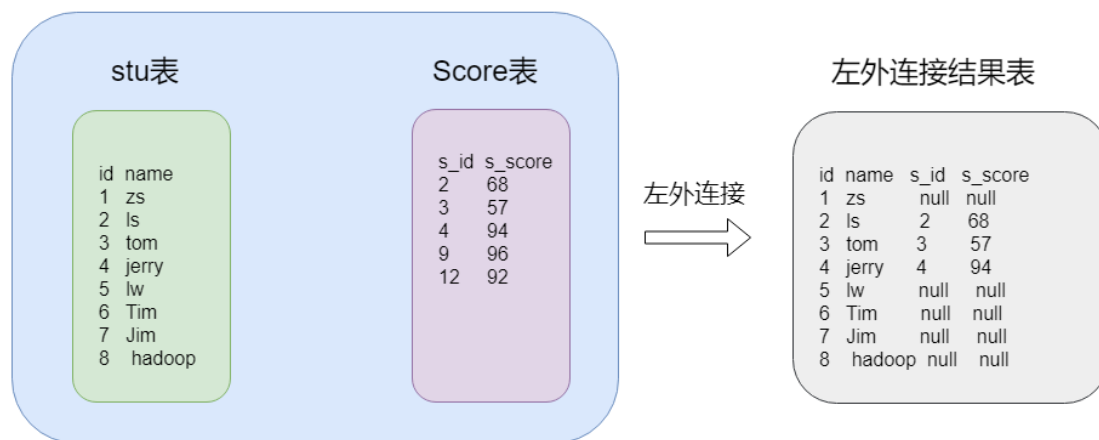 stu表
id name
1 zs
2 ls
3 tom
4 jerry
5 lw
6 Tim
7 Jim
8 hadoop
Score表
s_id s_score
2 68
3 57
4 94
9 96
12 92
左外连接
左外连接结果表
id name s_id s_score
1 zs null null
2 ls 2 68
3 tom 3 57
4 jerry 4 94
5 lw null null
6 Tim null null
7 Jim null null
8 hadoop null null